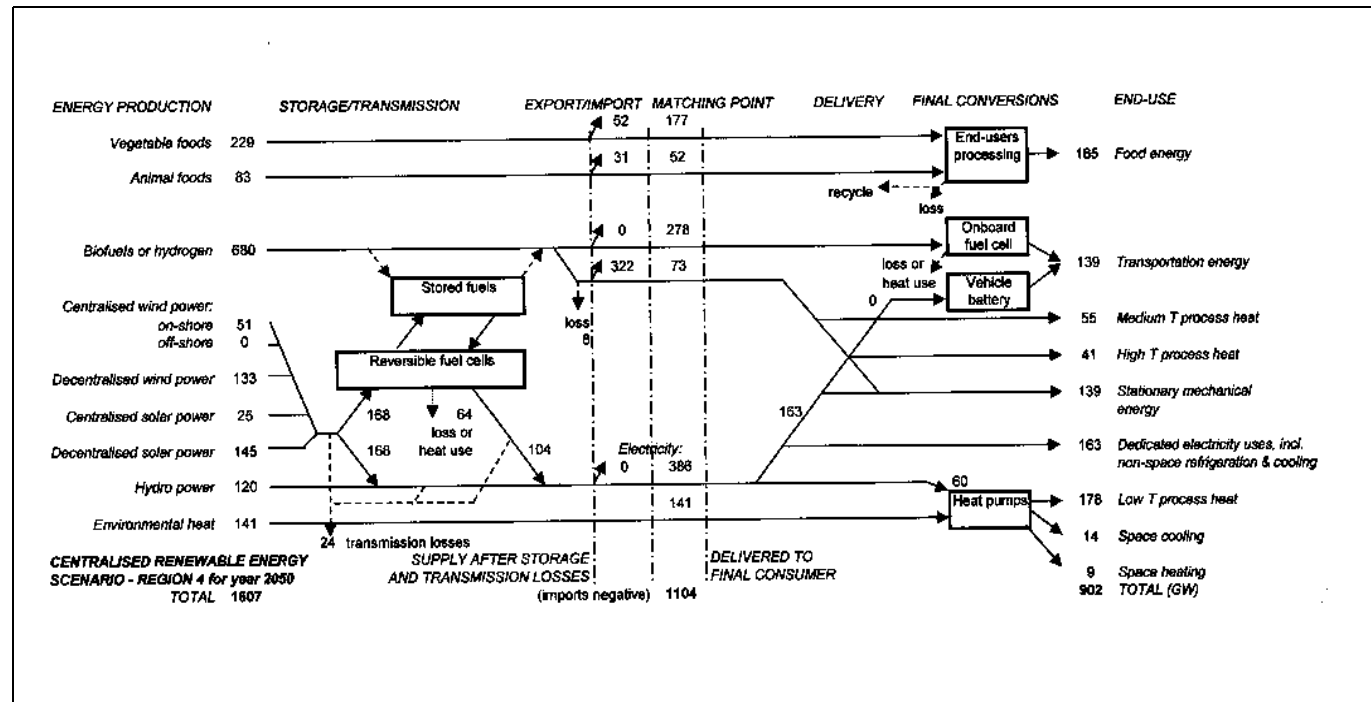 ENERGY PRODUCTION STORAGE/TRANSMISSION EXPORT/IMPORT MATCHING POINT DELIVERY FINAL CONVERSIONS END-USE
52 177
Vegetable foods 229
End-users
processing
185 Food energy
31 52
Animal foods 83
recycle
loss
0 278
Biofuels or hydrogen 680
Onboard
fuel cell
loss or
heat use
139 Transportation energy
322 73
Stored fuels
Vehicle
battery
0
Centralised wind power:
on-shore 51
off-shore 0
loss
8
55 Medium T process heat
Reversible fuel cells
41 High T process heat
Decentralised wind power 133
139 Stationary mechanical
energy
Centralised solar power 25
168 64
loss or
heat use
163
Decentralised solar power 145
168 104
Electricity:
163 Dedicated electricity uses, incl.
non-space refrigeration & cooling
0 386
Hydro power 120
60
Heat pumps
178 Low T process heat
141
Environmental heat 141
14 Space cooling
24 transmission losses
9 Space heating
CENTRALISED RENEWABLE ENERGY
SCENARIO - REGION 4 for year 2050
TOTAL 1607
SUPPLY AFTER STORAGE
AND TRANSMISSION LOSSES
(imports negative) 1104
DELIVERED TO
FINAL CONSUMER
902 TOTAL (GW)